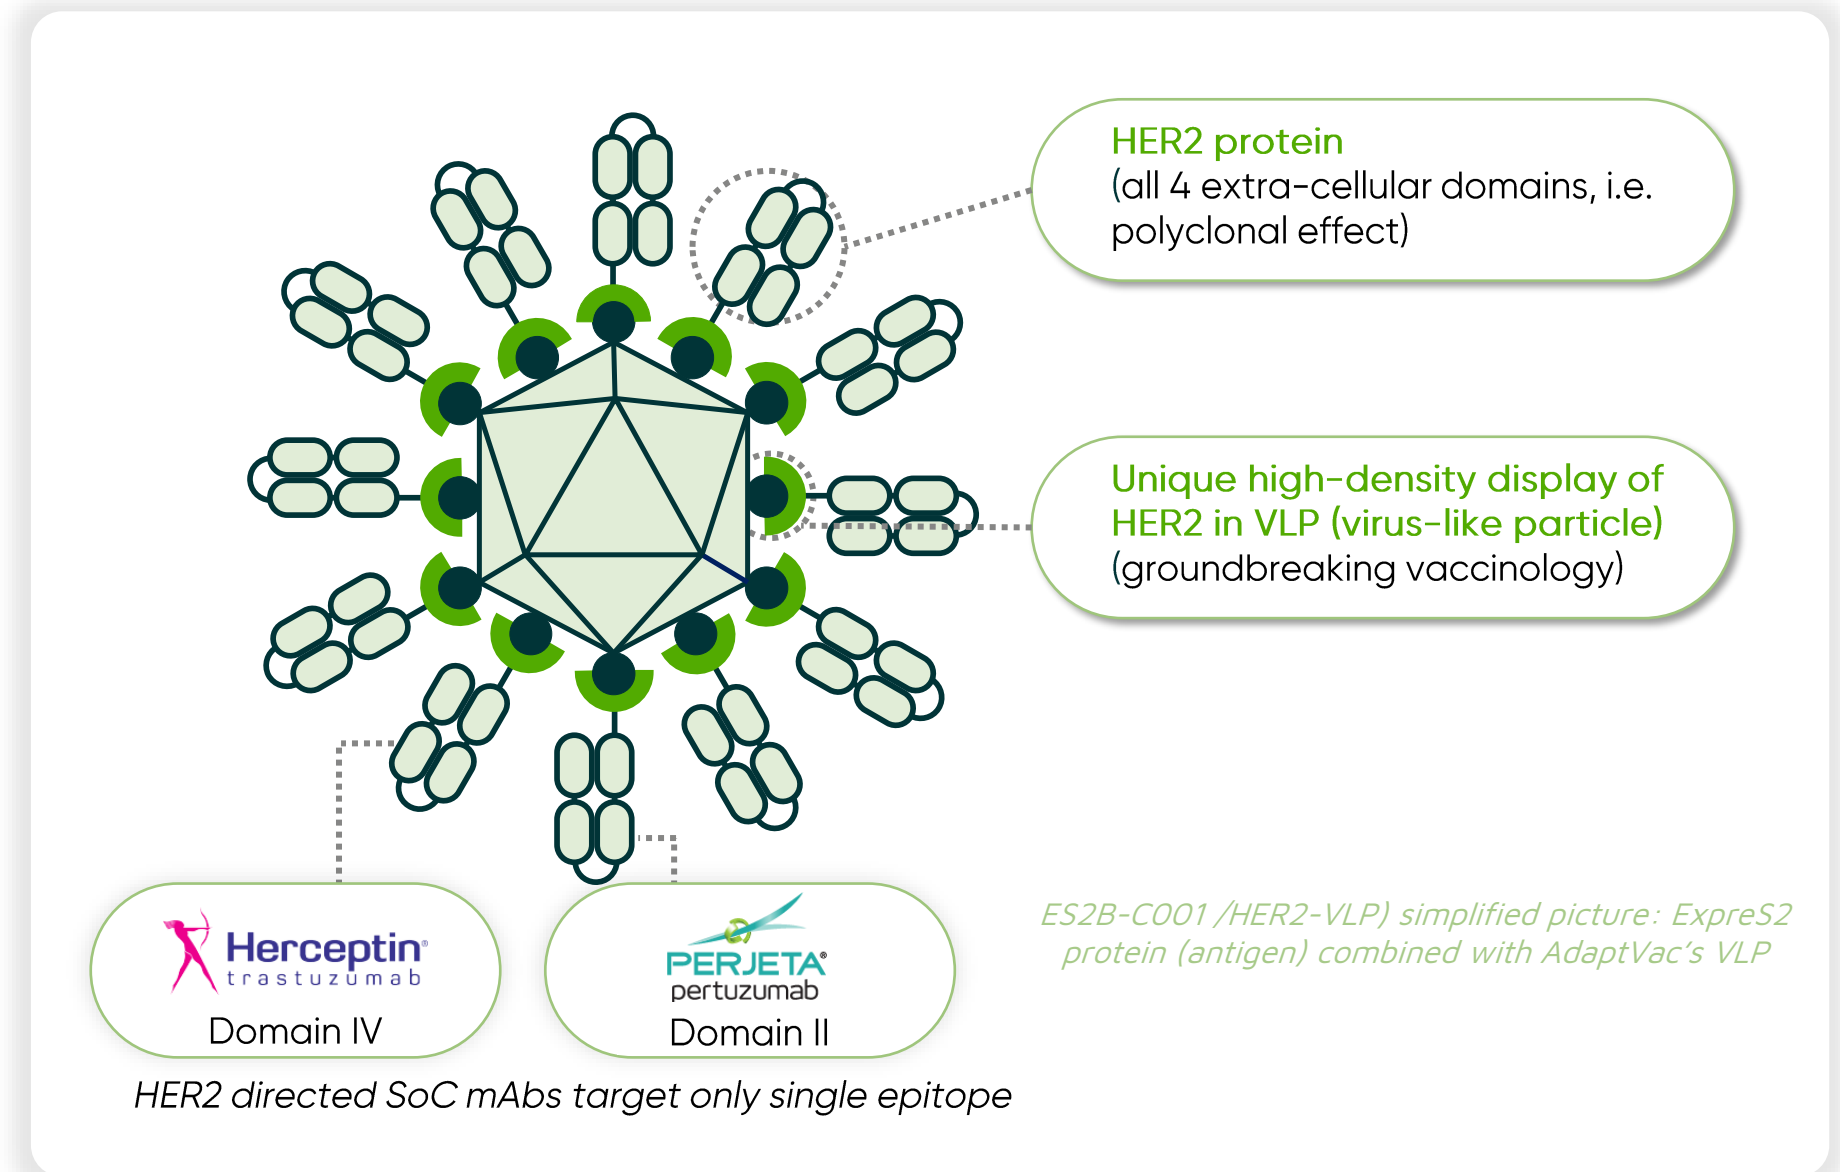 HER2 protein
(all 4 extra-cellular domains, i.e.
polyclonal effect)
Unique high-density display of
HER2 in VLP (virus-like particle)
(groundbreaking vaccinology)
Herceptin®
trastuzumab
Domain IV
PERJETA®
pertuzumab
Domain II
ES2B-C001 /HER2-VLP) simplified picture: ExpreS2
protein (antigen) combined with AdaptVac's VLP
HER2 directed SoC mAbs target only single epitope